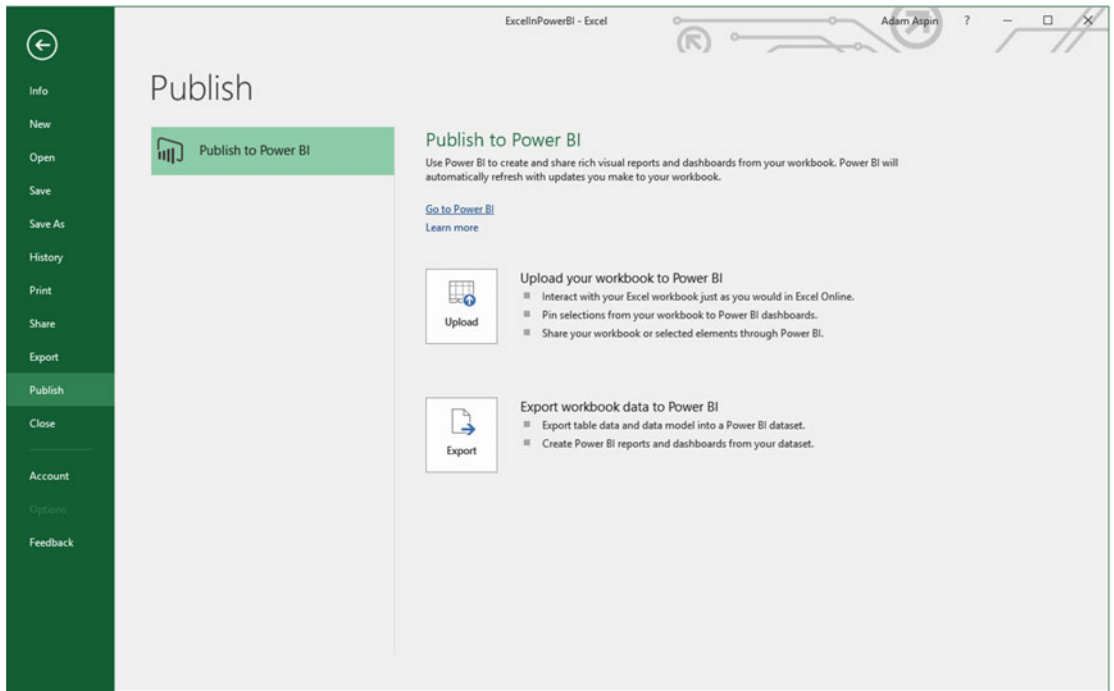 ExcelInPowerBI - Excel
Adam Aspin
?
Info
New
Open
Save
Save As
History
Print
Share
Export
Publish
Close
Account
Options
Feedback
Publish
Publish to Power BI
Publish to Power BI
Use Power BI to create and share rich visual reports and dashboards from your workbook. Power BI will
automatically refresh with updates you make to your workbook.
Go to Power BI
Learn more
Upload
Upload your workbook to Power BI
Interact with your Excel workbook just as you would in Excel Online.
Pin selections from your workbook to Power BI dashboards.
Share your workbook or selected elements through Power BI.
Export
Export workbook data to Power BI
Export table data and data model into a Power BI dataset.
Create Power BI reports and dashboards from your dataset.